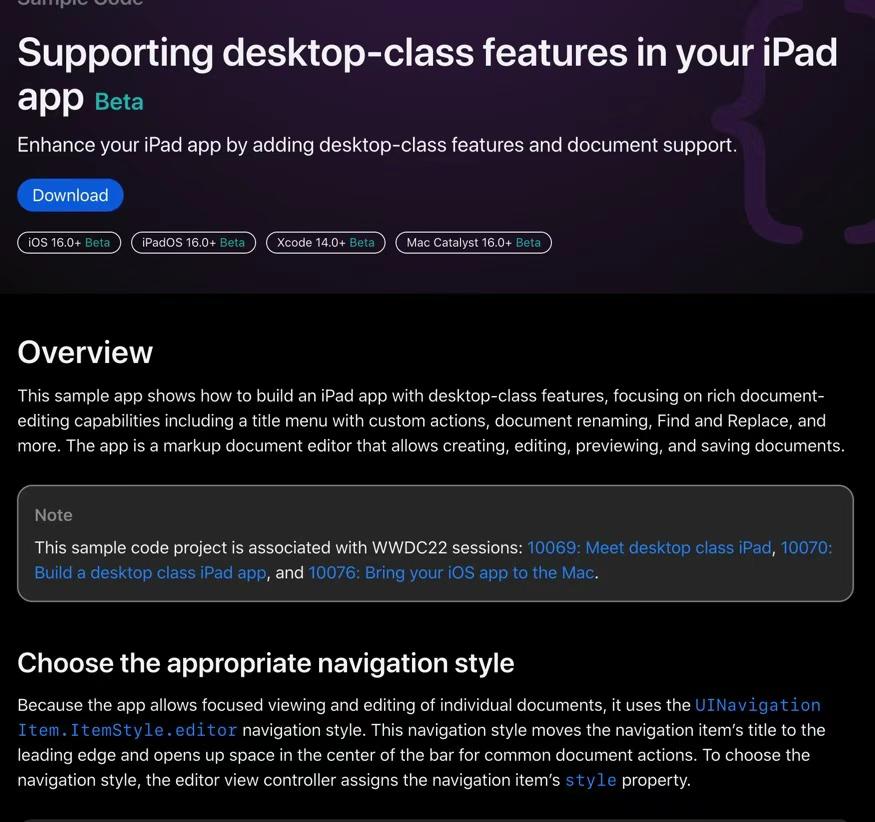 Sample Code
Supporting desktop-class features in your iPad
app Beta
Enhance your iPad app by adding desktop-class features and document support.
Download
iOS 16.0+ Beta iPadOS 16.0+ Beta Xcode 14.0+ Beta Mac Catalyst 16.0+ Beta
Overview
This sample app shows how to build an iPad app with desktop-class features, focusing on rich document-
editing capabilities including a title menu with custom actions, document renaming, Find and Replace, and
more. The app is a markup document editor that allows creating, editing, previewing, and saving documents.
Note
This sample code project is associated with WWDC22 sessions: 10069: Meet desktop class iPad, 10070:
Build a desktop class iPad app, and 10076: Bring your iOS app to the Mac.
Choose the appropriate navigation style
Because the app allows focused viewing and editing of individual documents, it uses the UINavigation
Item.ItemStyle.editor navigation style. This navigation style moves the navigation item’s title to the
leading edge and opens up space in the center of the bar for common document actions. To choose the
navigation style, the editor view controller assigns the navigation item’s style property.